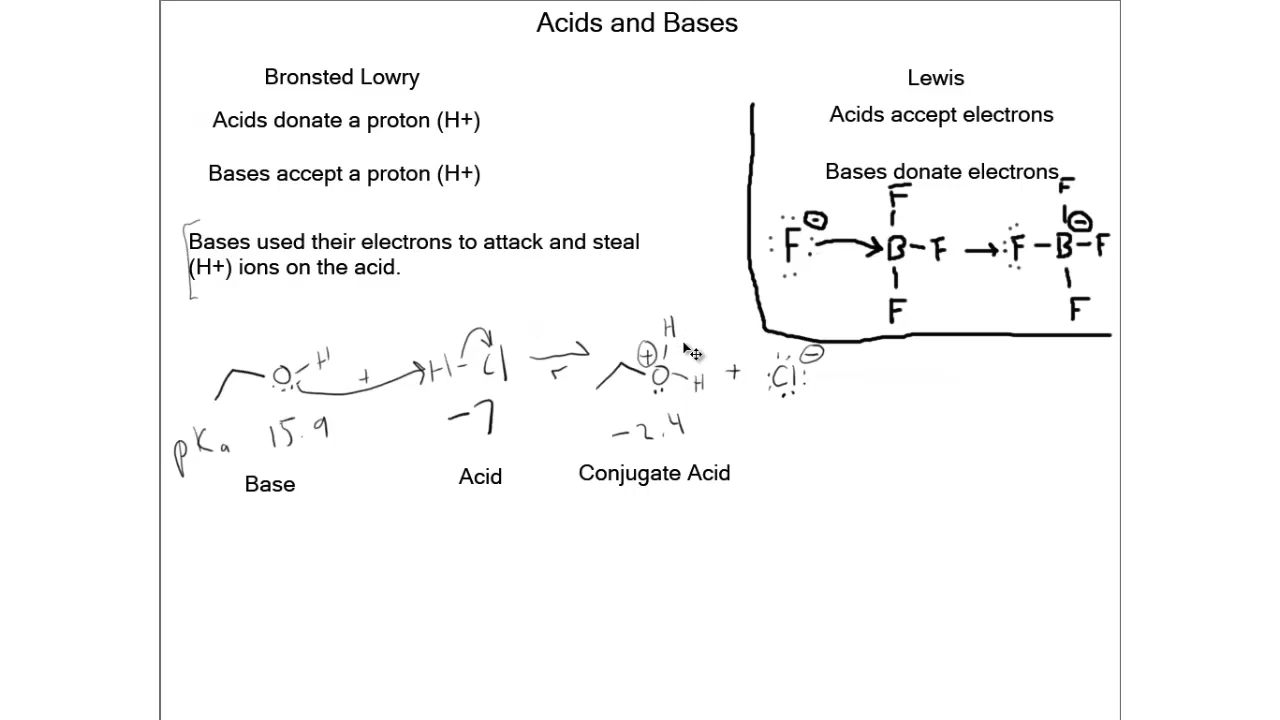 Acids and Bases
Bronsted Lowry
Acids donate a proton (H+)
Bases accept a proton (H+)
Bases used their electrons to attack and steal
(H+) ions on the acid.
Lewis
Acids accept electrons
Bases donate electrons
F F
:F:⊖ B-F → :F-B⊖-F
F F
O-H + H-Cl ⇌ H-O⊕-H + :Cl:⊖
pKa 15.9 -7 -2.4
Base Acid Conjugate Acid